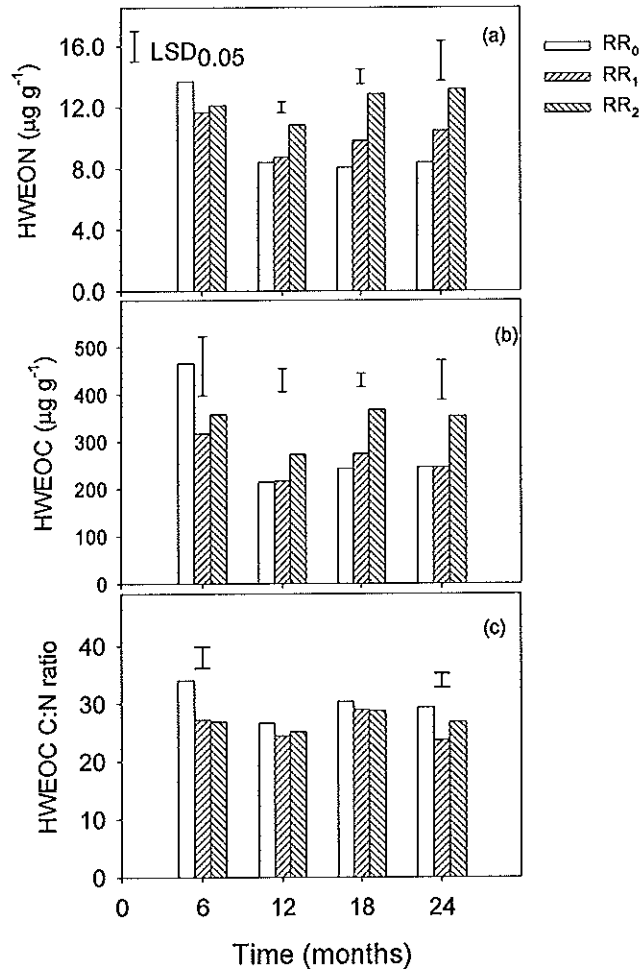 (a)
LSD0.05
RR0
RR1
RR2
HWEON (µg g-1)
16.0
12.0
8.0
4.0
0.0
(b)
HWEOC (µg g-1)
500
400
300
200
100
0
(c)
HWEOC C:N ratio
40
30
20
10
0
0 6 12 18 24
Time (months)